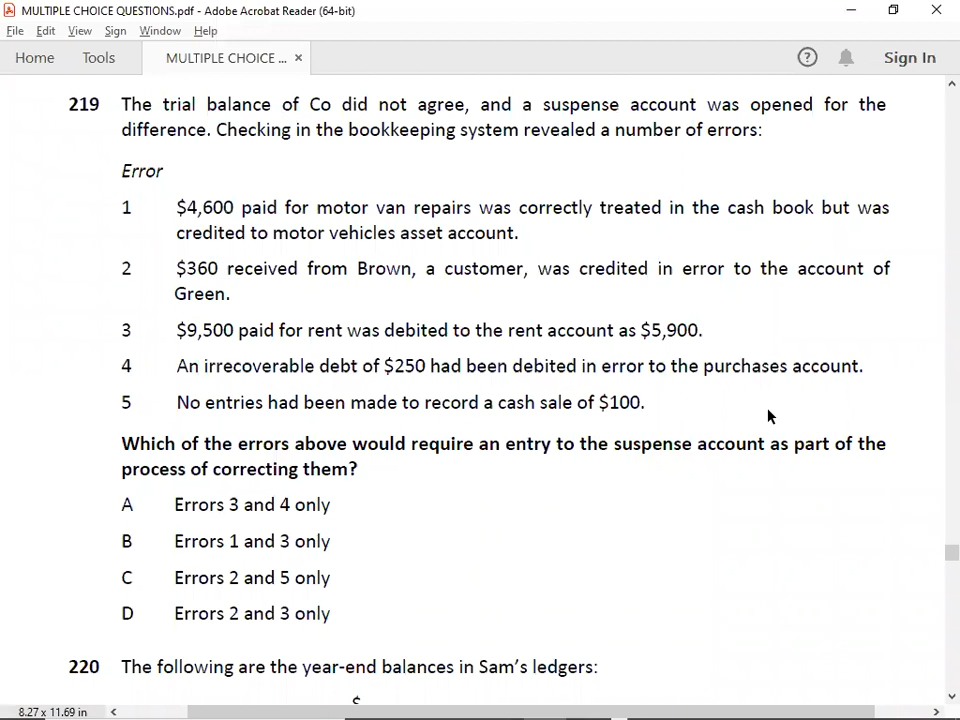 MULTIPLE CHOICE QUESTIONS.pdf - Adobe Acrobat Reader (64-bit)
File Edit View Sign Window Help
Home Tools MULTIPLE CHOICE ... × Sign In
219 The trial balance of Co did not agree, and a suspense account was opened for the
difference. Checking in the bookkeeping system revealed a number of errors:
Error
1 $4,600 paid for motor van repairs was correctly treated in the cash book but was
credited to motor vehicles asset account.
2 $360 received from Brown, a customer, was credited in error to the account of
Green.
3 $9,500 paid for rent was debited to the rent account as $5,900.
4 An irrecoverable debt of $250 had been debited in error to the purchases account.
5 No entries had been made to record a cash sale of $100.
Which of the errors above would require an entry to the suspense account as part of the
process of correcting them?
A Errors 3 and 4 only
B Errors 1 and 3 only
C Errors 2 and 5 only
D Errors 2 and 3 only
220 The following are the year-end balances in Sam's ledgers:
8.27 x 11.69 in